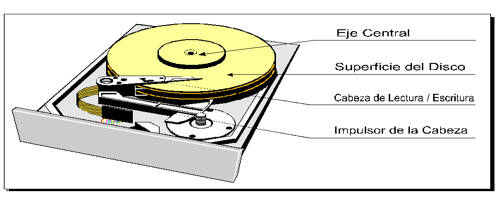 Eje Central
Superficie del Disco
Cabeza de Lectura / Escritura
Impulsor de la Cabeza